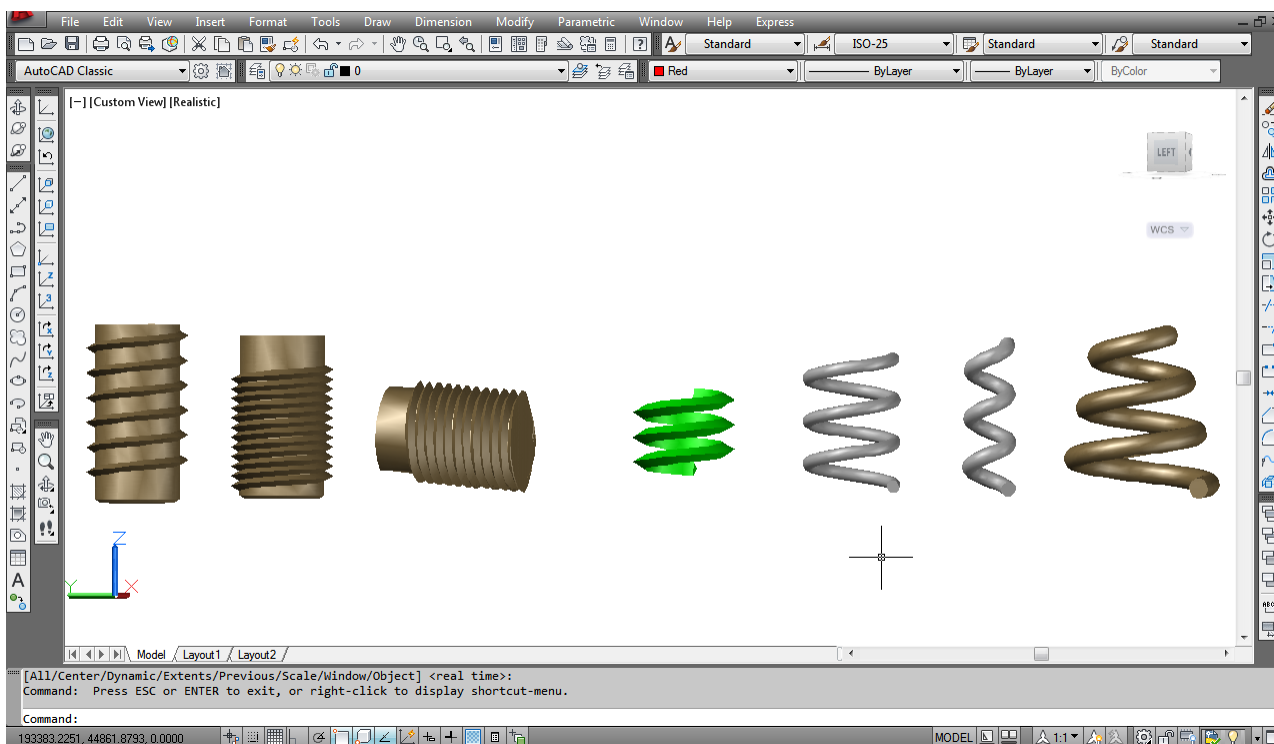 File Edit View Insert Format Tools Draw Dimension Modify Parametric Window Help Express
Standard ISO-25 Standard Standard
AutoCAD Classic 0 Red ByLayer ByLayer ByColor
[−] [Custom View] [Realistic]
LEFT
WCS
Z
Y X
Model Layout1 Layout2
[All/Center/Dynamic/Extents/Previous/Scale/Window/Object] <real time>:
Command: Press ESC or ENTER to exit, or right-click to display shortcut-menu.
Command:
193383.2251, 44861.8793, 0.0000 MODEL 1:1